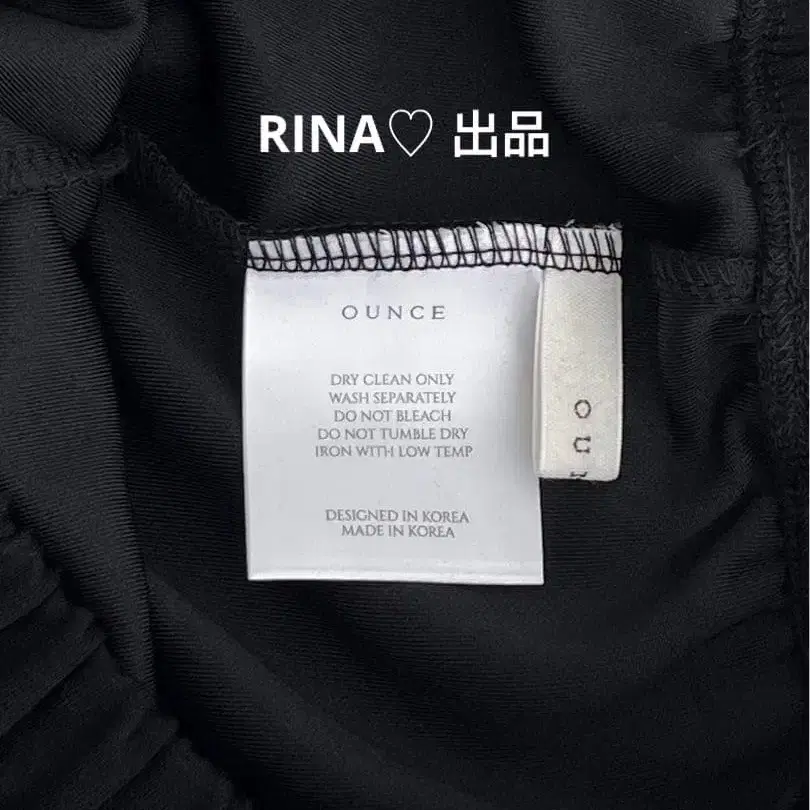 RINA♡ 出品
OUNCE
DRY CLEAN ONLY
WASH SEPARATELY
DO NOT BLEACH
DO NOT TUMBLE DRY
IRON WITH LOW TEMP
DESIGNED IN KOREA
MADE IN KOREA